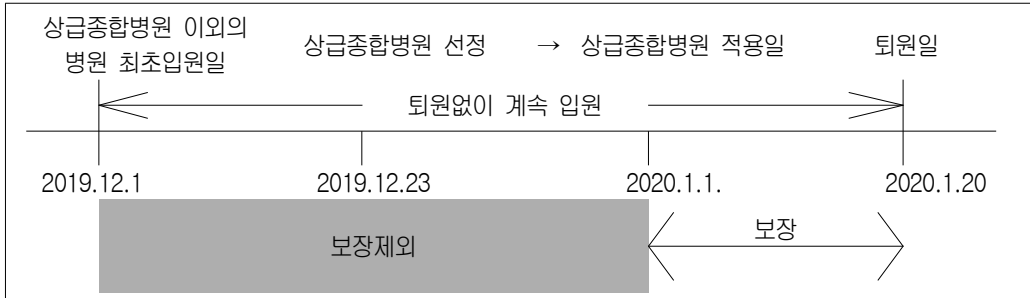 상급종합병원 이외의
병원 최초입원일
상급종합병원 선정 → 상급종합병원 적용일
퇴원일
퇴원없이 계속 입원
2019.12.1
2019.12.23
2020.1.1.
2020.1.20
보장제외
보장